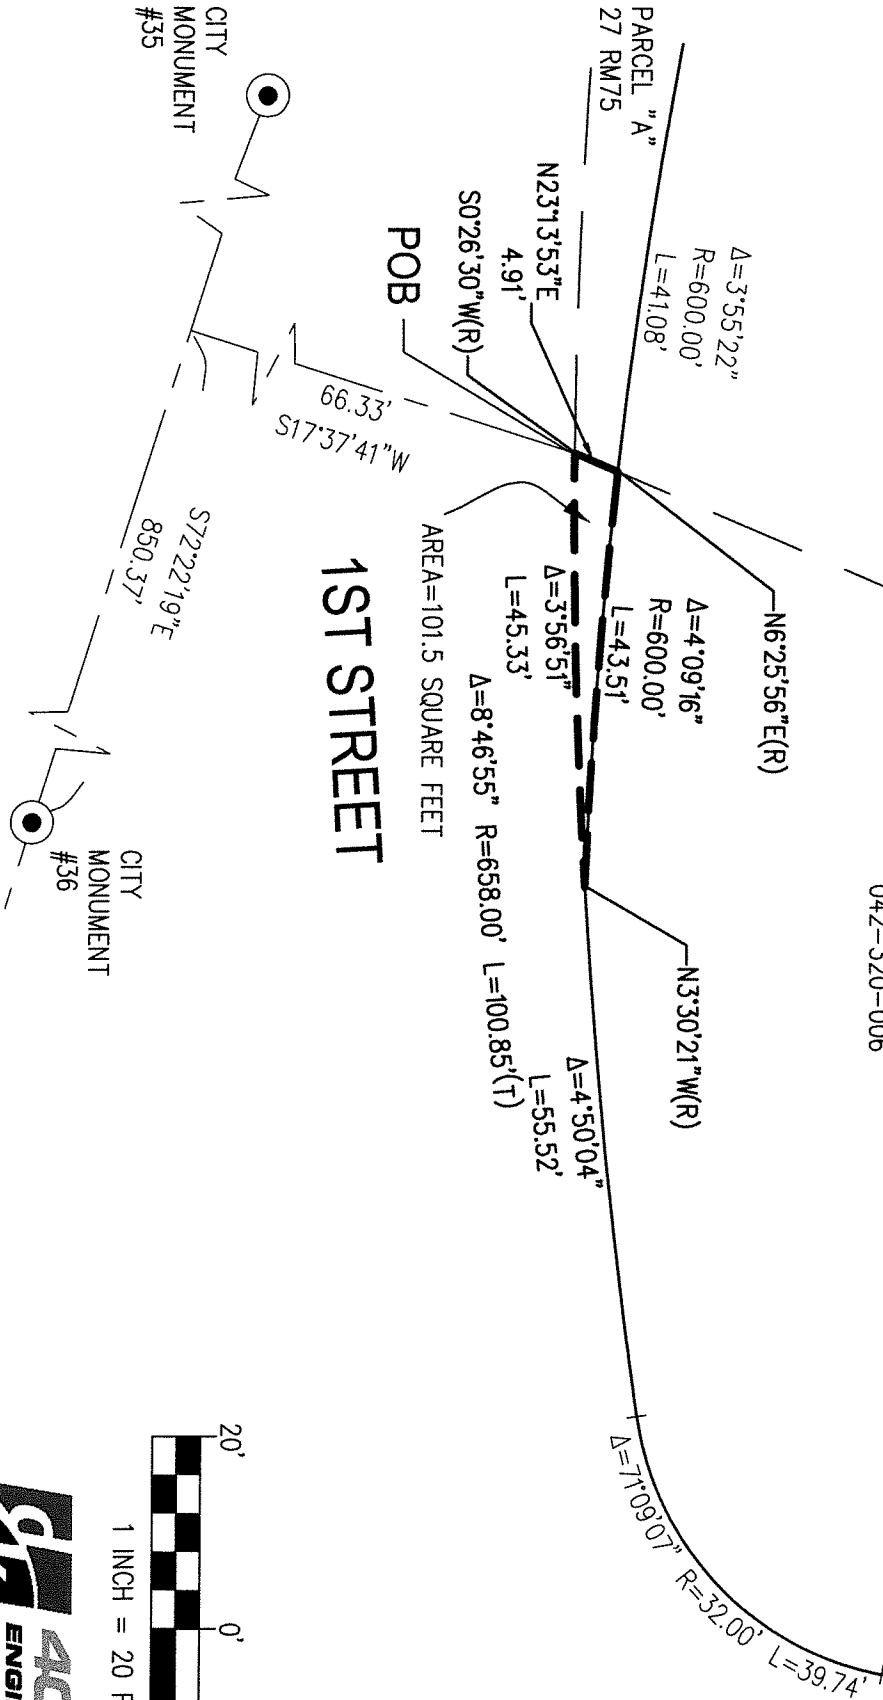 CITY
MONUMENT
#35
PARCEL "A"
27 RM75
Δ=3°55'22"
R=600.00'
L=41.08'
N23°13'53"E
4.91'
S0°26'30"W(R)
POB
66.33'
S17°37'41"W
S72°22'19"E
850.37'
1ST STREET
AREA=101.5 SQUARE FEET
Δ=3°56'51"
L=45.33'
Δ=4°09'16"
R=600.00'
L=43.51'
N6°25'56"E(R)
Δ=8°46'55" R=658.00' L=100.85'(T)
N3°30'21"W(R)
042-320-006
Δ=4°50'04"
L=55.52'
CITY
MONUMENT
#36
Δ=71°09'07" R=32.00' L=39.74'
20'
0'
1 INCH = 20 F
ENGI